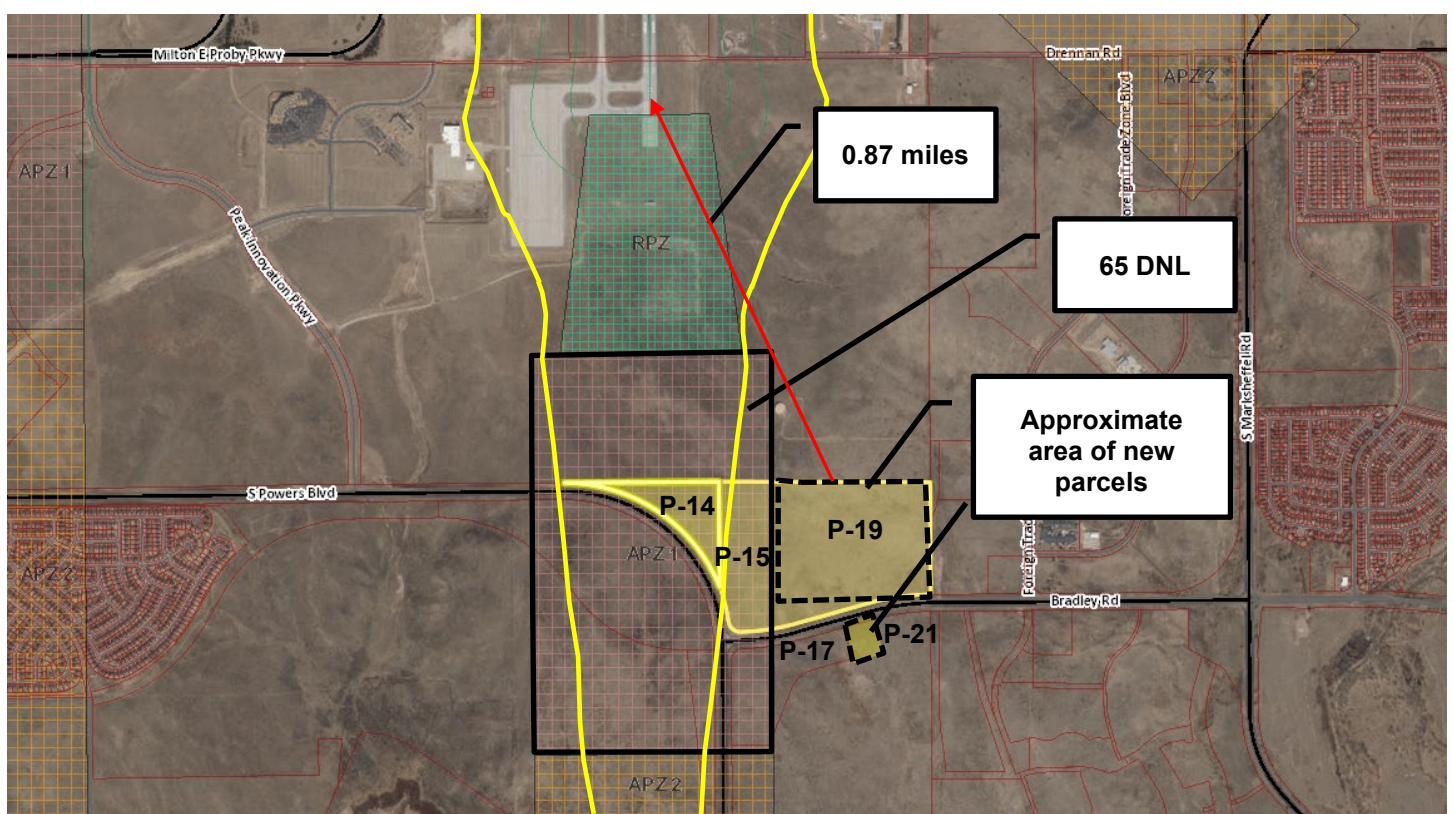 Milton E Proby Pkwy
Drennan Rd
APZ 2
Foreign Trade Zone Blvd
0.87 miles
APZ 1
Peak Innovation Pkwy
RPZ
65 DNL
S Marksheffel Rd
Approximate
area of new
parcels
S Powers Blvd
P-14
P-19
APZ 1
P-15
Foreign Trad
APZ 2
Bradley Rd
P-21
P-17
APZ 2